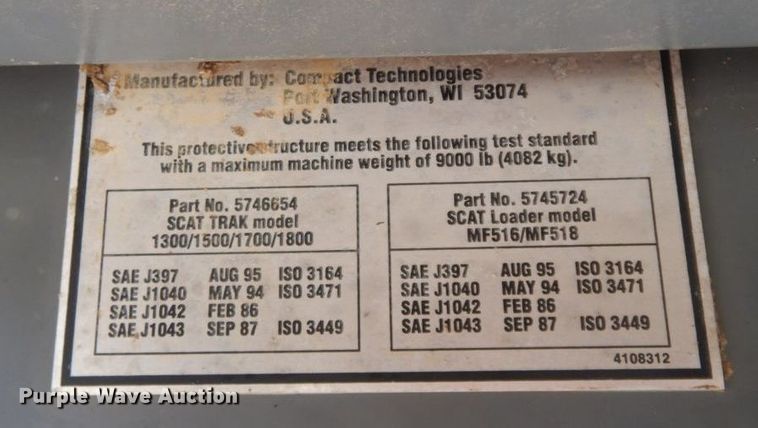 Manufactured by: Compact Technologies
Port Washington, WI 53074
U.S.A.
This protective structure meets the following test standard
with a maximum machine weight of 9000 lb (4082 kg).
Part No. 5746654
SCAT TRAK model
1300/1500/1700/1800
SAE J397 AUG 95 ISO 3164
SAE J1040 MAY 94 ISO 3471
SAE J1042 FEB 86
SAE J1043 SEP 87 ISO 3449
Part No. 5745724
SCAT Loader model
MF516/MF518
SAE J397 AUG 95 ISO 3164
SAE J1040 MAY 94 ISO 3471
SAE J1042 FEB 86
SAE J1043 SEP 87 ISO 3449
4108312
Purple Wave Auction